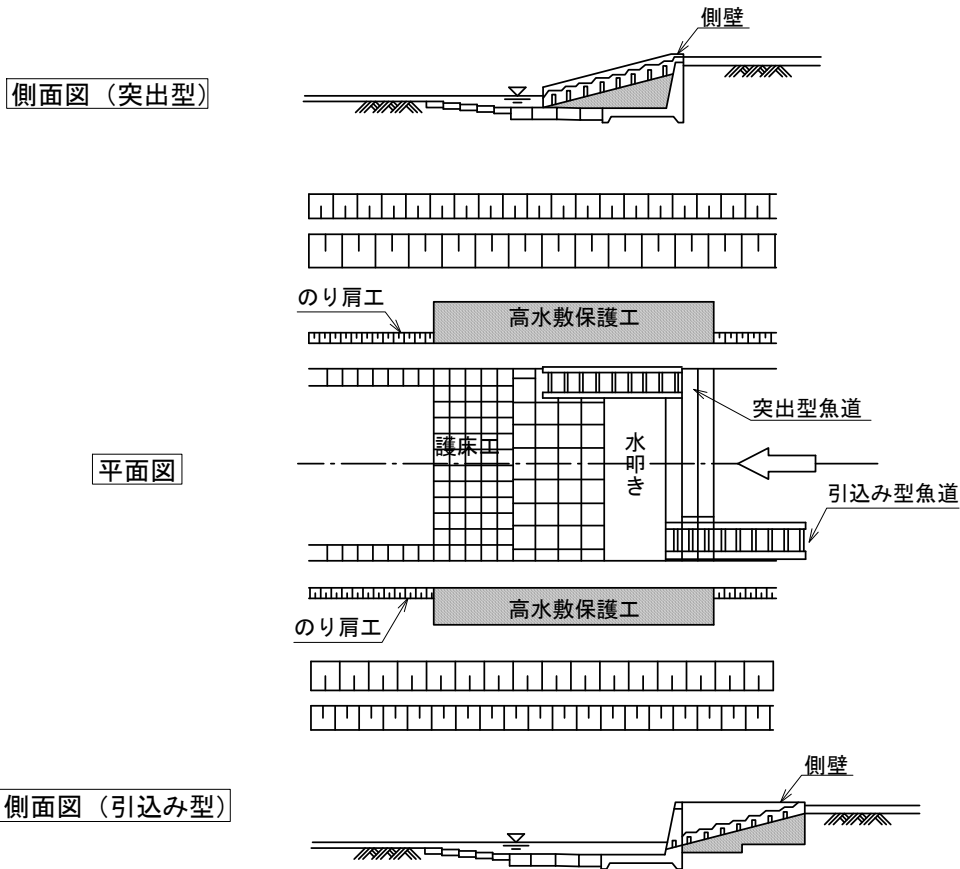 側壁
側面図（突出型）
のり肩工
高水敷保護工
突出型魚道
護床工
水叩き
平面図
引込み型魚道
高水敷保護工
のり肩工
側壁
側面図（引込み型）